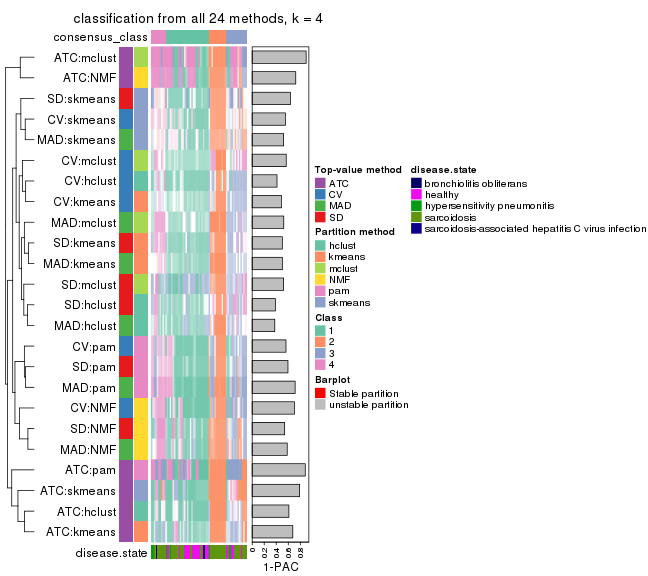 classification from all 24 methods, k = 4
consensus_class
ATC:mclust
ATC:NMF
SD:skmeans
CV:skmeans
MAD:skmeans
CV:mclust
CV:hclust
CV:kmeans
MAD:mclust
SD:kmeans
MAD:kmeans
SD:mclust
SD:hclust
MAD:hclust
CV:pam
SD:pam
MAD:pam
CV:NMF
SD:NMF
MAD:NMF
ATC:pam
ATC:skmeans
ATC:hclust
ATC:kmeans
disease.state
0 0.2 0.4 0.6 0.8
1-PAC
Top-value method
ATC
CV
MAD
SD
Partition method
hclust
kmeans
mclust
NMF
pam
skmeans
Class
1
2
3
4
Barplot
Stable partition
unstable partition
disease.state
bronchiolitis obliterans
healthy
hypersensitivity pneumonitis
sarcoidosis
sarcoidosis-associated hepatitis C virus infection